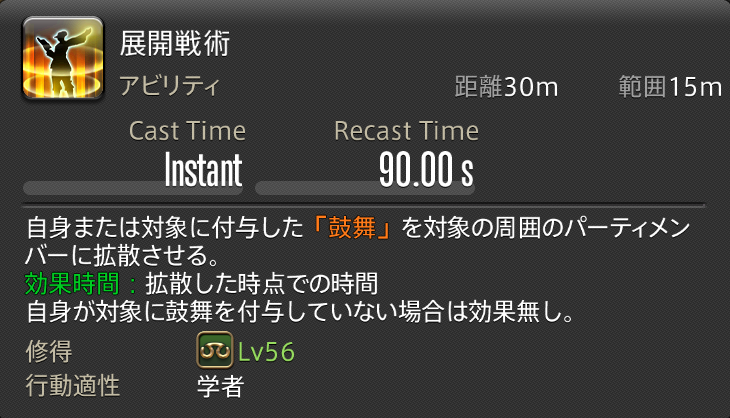 展開戦術
アビリティ 距離30m 範囲15m
Cast Time Recast Time
Instant 90.00 s
自身または対象に付与した「鼓舞」を対象の周囲のパーティメン
バーに拡散させる。
効果時間：拡散した時点での時間
自身が対象に鼓舞を付与していない場合は効果無し。
修得 Lv56
行動適性 学者